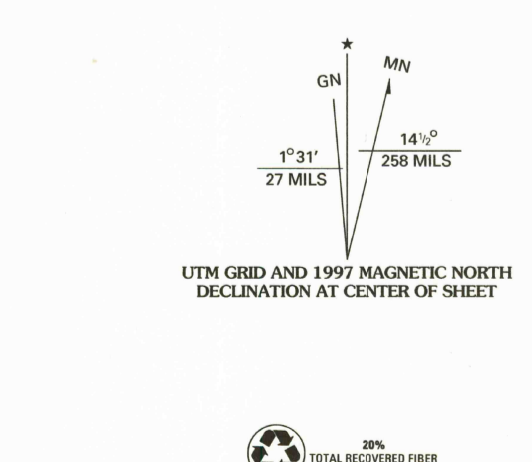 ★
GN
MN
1°31′
27 MILS
14½°
258 MILS
UTM GRID AND 1997 MAGNETIC NORTH
DECLINATION AT CENTER OF SHEET
20%
TOTAL RECOVERED FIBER